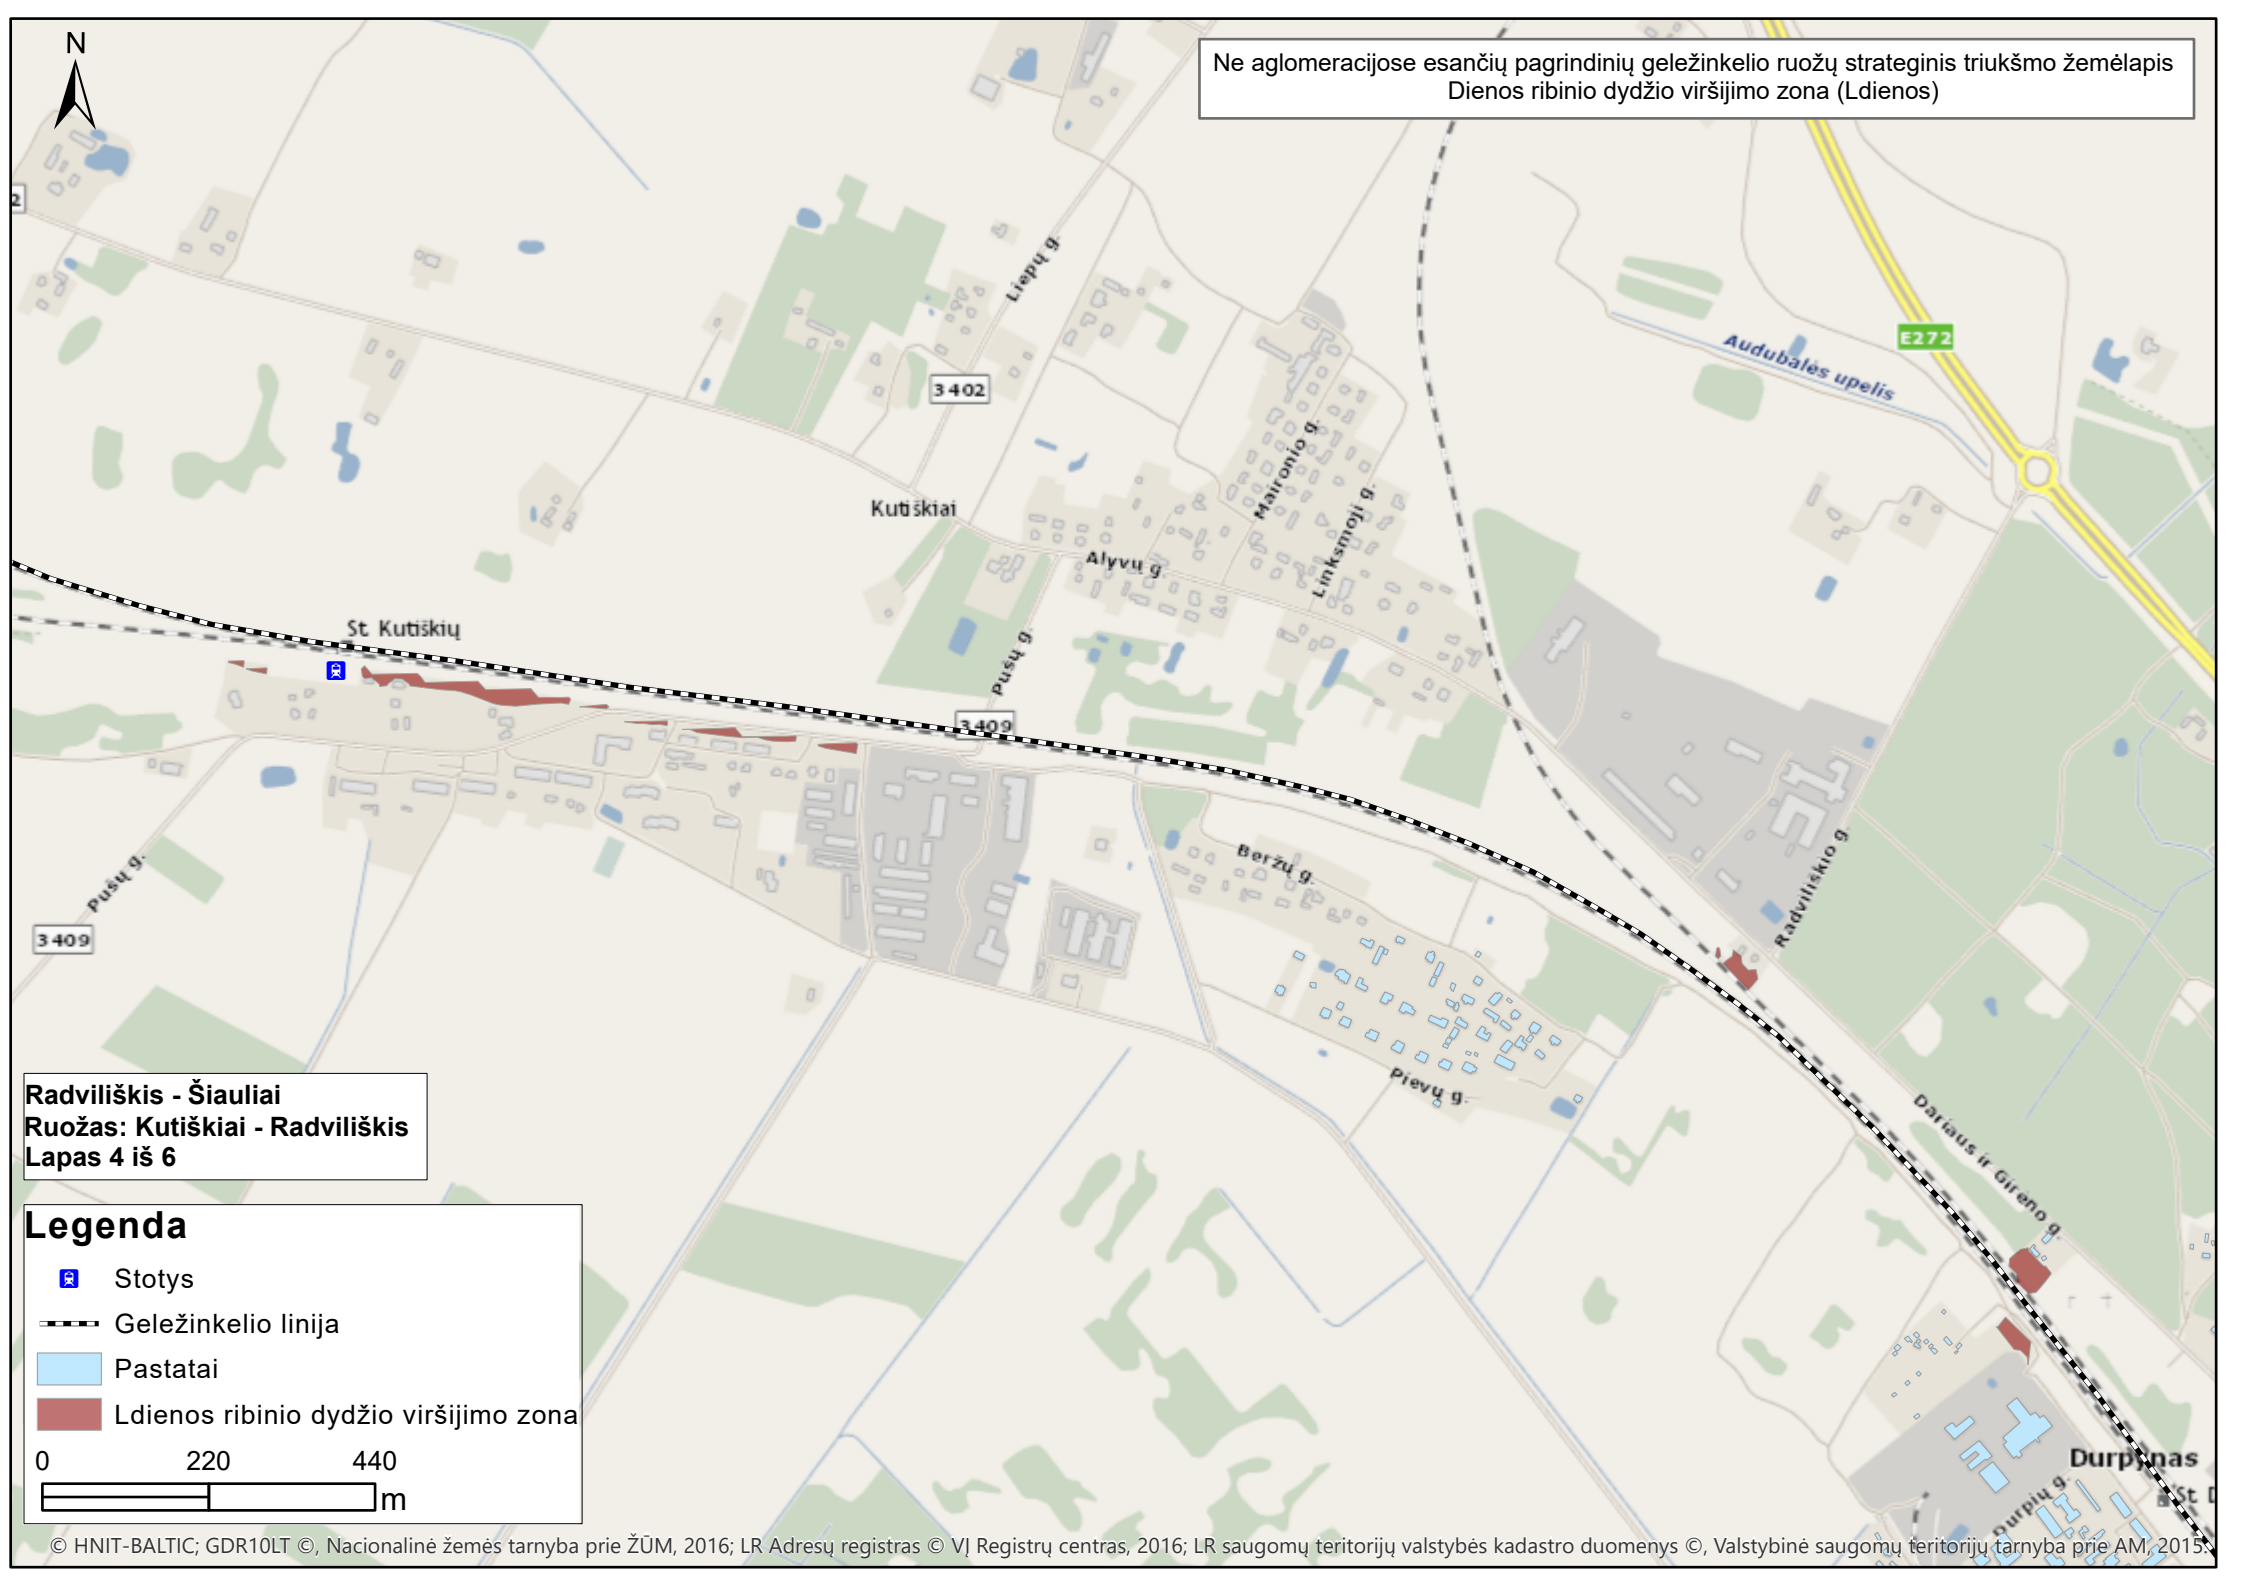 N
Ne aglomeracijose esančių pagrindinių geležinkelio ruožų strateginis triukšmo žemėlapis
Dienos ribinio dydžio viršijimo zona (Ldienos)
2
Liepų g.
E272
Audubalės upelis
3402
Maironio g.
Kutiškiai
Linksmoji g.
Alyvų g.
St. Kutiškių
Pušų g.
3409
Beržų g.
Radviliškio g.
Pušų g.
3409
Pievų g.
Dariaus ir Girėno g.
Radviliškis - Šiauliai
Ruožas: Kutiškiai - Radviliškis
Lapas 4 iš 6
Legenda
Stotys
Geležinkelio linija
Pastatai
Ldienos ribinio dydžio viršijimo zona
0 220 440
m
Durpynas
St. D
Durpių g.
© HNIT-BALTIC; GDR10LT ©, Nacionalinė žemės tarnyba prie ŽŪM, 2016; LR Adresų registras © VĮ Registrų centras, 2016; LR saugomų teritorijų valstybės kadastro duomenys ©, Valstybinė saugomų teritorijų tarnyba prie AM, 2015.